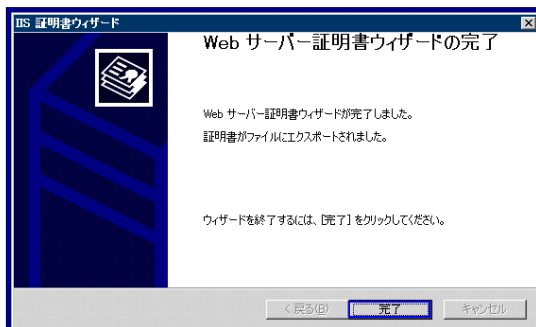 IIS 証明書ウィザード
Web サーバー証明書ウィザードの完了
Web サーバー証明書ウィザードが完了しました。
証明書がファイルにエクスポートされました。
ウィザードを終了するには、[完了] をクリックしてください。
< 戻る(B) 完了 キャンセル